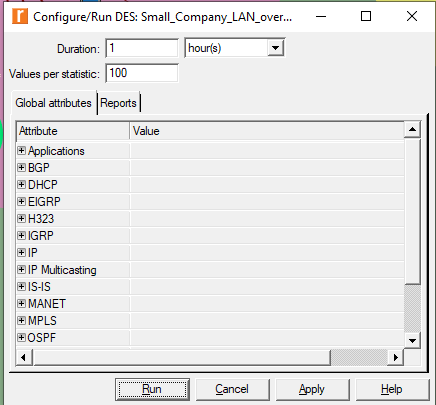 Configure/Run DES: Small_Company_LAN_over...
Duration: 1 hour(s)
Values per statistic: 100
Global attributes Reports
Attribute Value
Applications
BGP
DHCP
EIGRP
H323
IGRP
IP
IP Multicasting
IS-IS
MANET
MPLS
OSPF
Run Cancel Apply Help